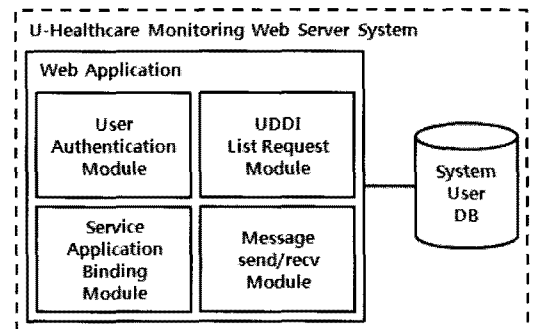 U-Healthcare Monitoring Web Server System
Web Application
User
Authentication
Module
UDDI
List Request
Module
Service
Application
Binding
Module
Message
send/recv
Module
System
User
DB